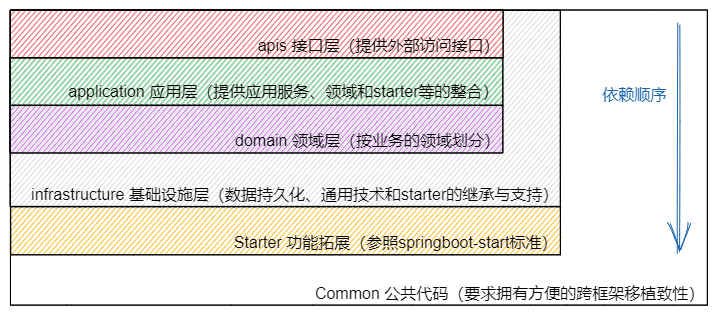 apis 接口层（提供外部访问接口）
application 应用层（提供应用服务、领域和starter等的整合）
依赖顺序
domain 领域层（按业务的领域划分）
infrastructure 基础设施层（数据持久化、通用技术和starter的继承与支持）
Starter 功能拓展（参照springboot-start标准）
Common 公共代码（要求拥有方便的跨框架移植致性）